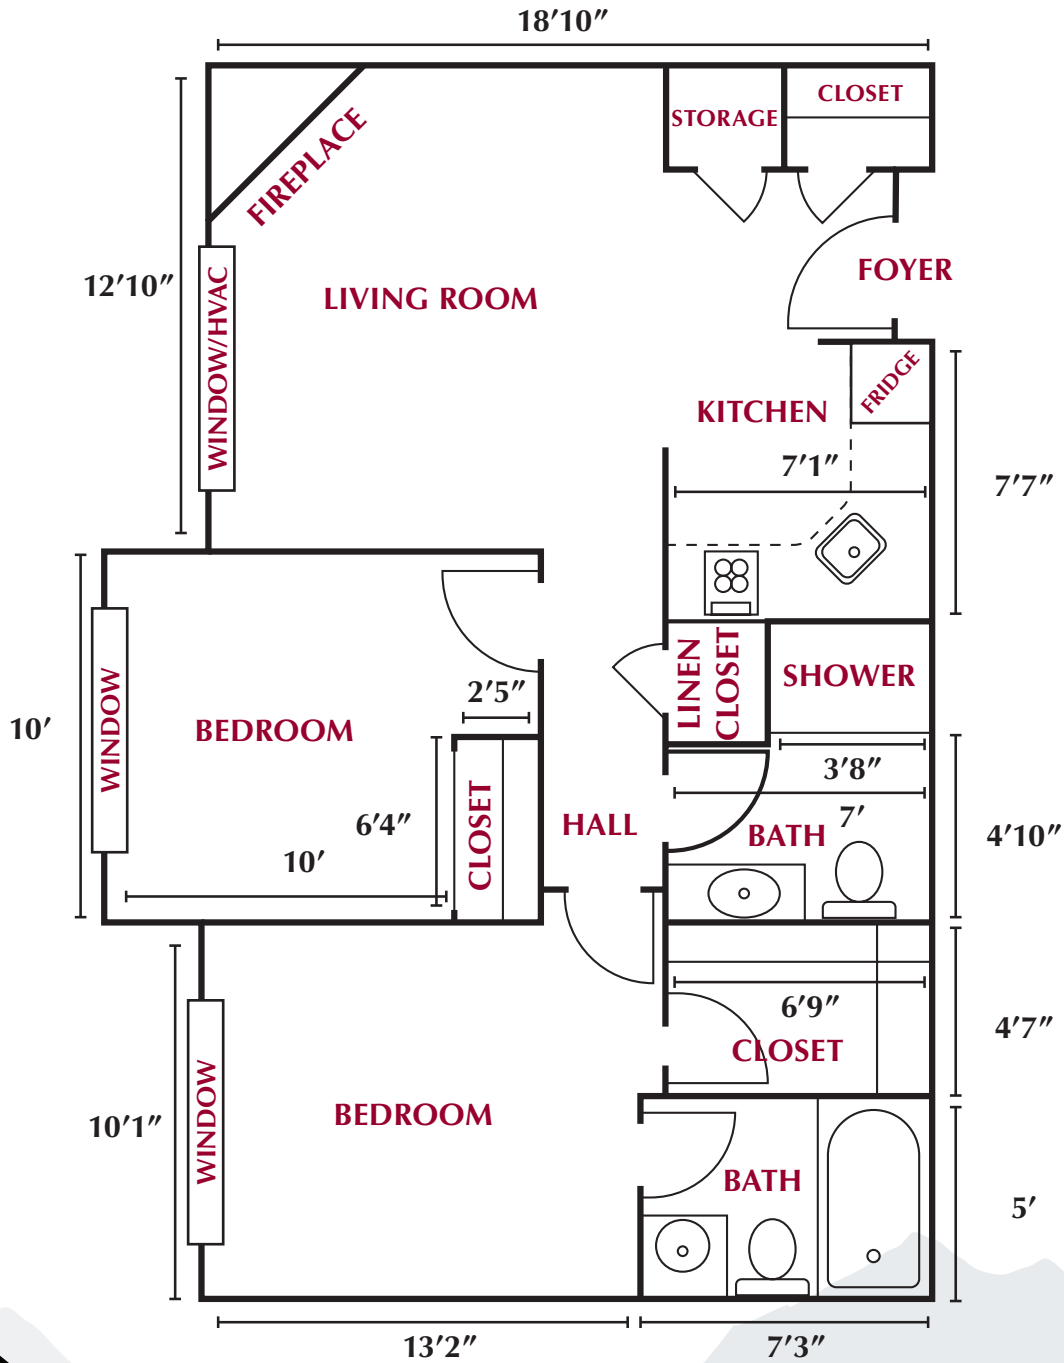 18′10″
CLOSET
STORAGE
FIREPLACE
FOYER
12′10″
LIVING ROOM
WINDOW/HVAC
FRIDGE
KITCHEN
7′1″
7′7″
LINEN
CLOSET
SHOWER
2′5″
WINDOW
10′
BEDROOM
3′8″
7′
6′4″
CLOSET
HALL
BATH
4′10″
10′
6′9″
4′7″
CLOSET
10′1″
WINDOW
BEDROOM
BATH
5′
13′2″
7′3″